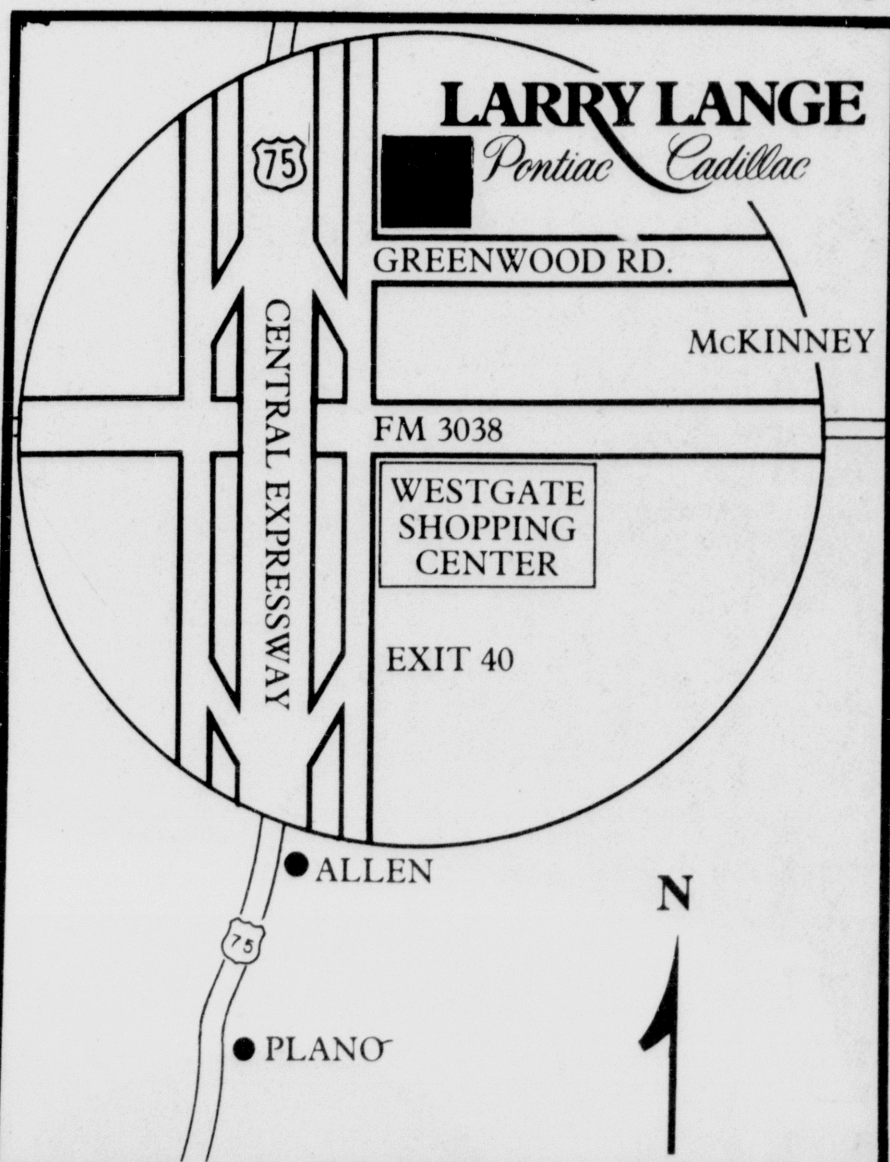 LARRY LANGE
Pontiac Cadillac
75
GREENWOOD RD.
McKINNEY
CENTRAL EXPRESSWAY
FM 3038
WESTGATE
SHOPPING
CENTER
EXIT 40
ALLEN
N
75
PLANO